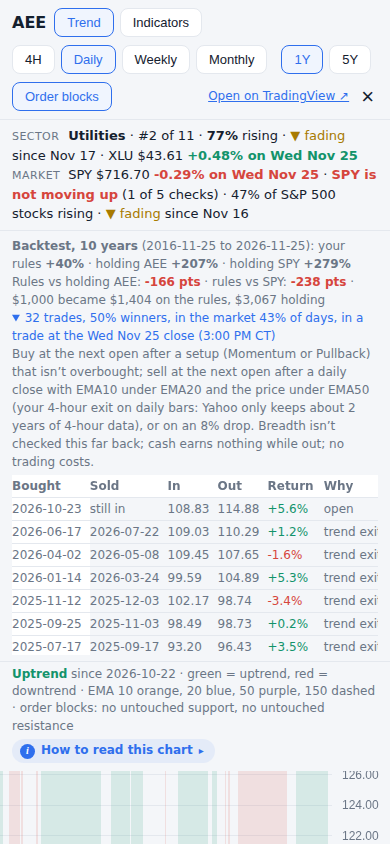 AEE Trend Indicators
4H Daily Weekly Monthly 1Y 5Y
Order blocks Open on TradingView ↗ ✕
SECTOR Utilities · #2 of 11 · 77% rising · ▼ fading
since Nov 17 · XLU $43.61 +0.48% on Wed Nov 25
MARKET SPY $716.70 -0.29% on Wed Nov 25 · SPY is
not moving up (1 of 5 checks) · 47% of S&P 500
stocks rising · ▼ fading since Nov 16
Backtest, 10 years (2016-11-25 to 2026-11-25): your
rules +40% · holding AEE +207% · holding SPY +279%
Rules vs holding AEE: -166 pts · rules vs SPY: -238 pts ·
$1,000 became $1,404 on the rules, $3,067 holding
▼ 32 trades, 50% winners, in the market 43% of days, in a
trade at the Wed Nov 25 close (3:00 PM CT)
Buy at the next open after a setup (Momentum or Pullback)
that isn't overbought; sell at the next open after a daily
close with EMA10 under EMA20 and the price under EMA50
(your 4-hour exit on daily bars: Yahoo only keeps about 2
years of 4-hour data), or on an 8% drop. Breadth isn't
checked this far back; cash earns nothing while out; no
trading costs.
Bought Sold In Out Return Why
2026-10-23 still in 108.83 114.88 +5.6% open
2026-06-17 2026-07-22 109.03 110.29 +1.2% trend exit
2026-04-02 2026-05-08 109.45 107.65 -1.6% trend exit
2026-01-14 2026-03-24 99.59 104.89 +5.3% trend exit
2025-11-12 2025-12-03 102.17 98.74 -3.4% trend exit
2025-09-25 2025-11-03 98.49 98.73 +0.2% trend exit
2025-07-17 2025-09-17 93.20 96.43 +3.5% trend exit
Uptrend since 2026-10-22 · green = uptrend, red =
downtrend · EMA 10 orange, 20 blue, 50 purple, 150 dashed
· order blocks: no untouched support, no untouched
resistance
i How to read this chart ▸
126.00
124.00
122.00